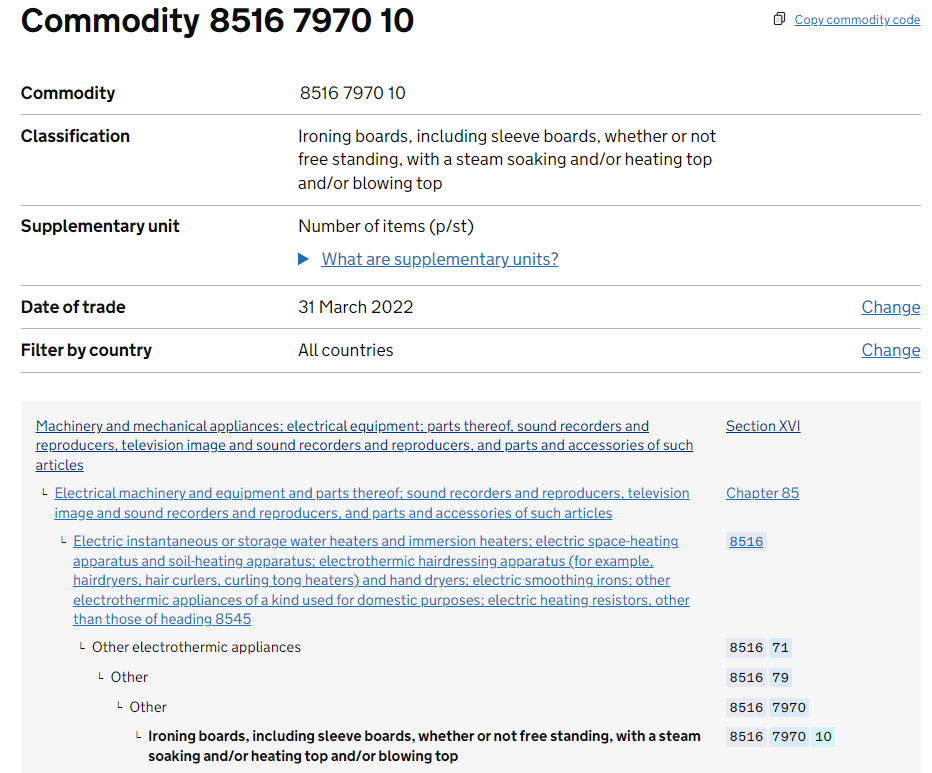 Commodity 8516 7970 10
Copy commodity code
Commodity
8516 7970 10
Classification
Ironing boards, including sleeve boards, whether or not
free standing, with a steam soaking and/or heating top
and/or blowing top
Supplementary unit
Number of items (p/st)
What are supplementary units?
Date of trade
31 March 2022
Change
Filter by country
All countries
Change
Machinery and mechanical appliances; electrical equipment; parts thereof, sound recorders and
reproducers, television image and sound recorders and reproducers, and parts and accessories of such
articles
Section XVI
Electrical machinery and equipment and parts thereof; sound recorders and reproducers, television
image and sound recorders and reproducers, and parts and accessories of such articles
Chapter 85
Electric instantaneous or storage water heaters and immersion heaters; electric space-heating
apparatus and soil-heating apparatus; electrothermic hairdressing apparatus (for example,
hairdryers, hair curlers, curling tong heaters) and hand dryers; electric smoothing irons; other
electrothermic appliances of a kind used for domestic purposes; electric heating resistors, other
than those of heading 8545
8516
Other electrothermic appliances
8516 71
Other
8516 79
Other
8516 7970
Ironing boards, including sleeve boards, whether or not free standing, with a steam
soaking and/or heating top and/or blowing top
8516 7970 10